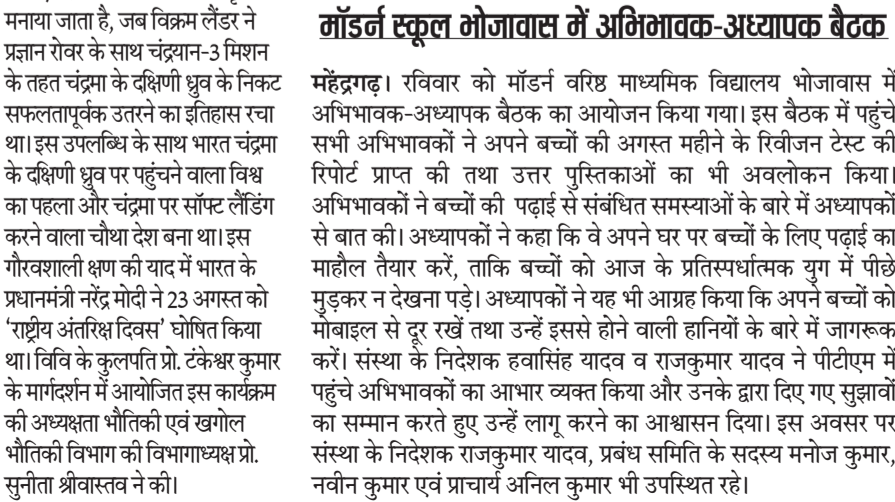 मनाया जाता है, जब विक्रम लैंडर ने
प्रज्ञान रोवर के साथ चंद्रयान-3 मिशन
के तहत चंद्रमा के दक्षिणी ध्रुव के निकट
सफलतापूर्वक उतरने का इतिहास रचा
था। इस उपलब्धि के साथ भारत चंद्रमा
के दक्षिणी ध्रुव पर पहुंचने वाला विश्व
का पहला और चंद्रमा पर सॉफ्ट लैंडिंग
करने वाला चौथा देश बना था। इस
गौरवशाली क्षण की याद में भारत के
प्रधानमंत्री नरेंद्र मोदी ने 23 अगस्त को
‘राष्ट्रीय अंतरिक्ष दिवस’ घोषित किया
था। विवि के कुलपति प्रो. टंकेश्वर कुमार
के मार्गदर्शन में आयोजित इस कार्यक्रम
की अध्यक्षता भौतिकी एवं खगोल
भौतिकी विभाग की विभागाध्यक्ष प्रो.
सुनीता श्रीवास्तव ने की।
मॉडर्न स्कूल भोजावास में अभिभावक-अध्यापक बैठक
महेंद्रगढ़। रविवार को मॉडर्न वरिष्ठ माध्यमिक विद्यालय भोजावास में
अभिभावक-अध्यापक बैठक का आयोजन किया गया। इस बैठक में पहुंचे
सभी अभिभावकों ने अपने बच्चों की अगस्त महीने के रिवीजन टेस्ट की
रिपोर्ट प्राप्त की तथा उत्तर पुस्तिकाओं का भी अवलोकन किया।
अभिभावकों ने बच्चों की पढ़ाई से संबंधित समस्याओं के बारे में अध्यापकों
से बात की। अध्यापकों ने कहा कि वे अपने घर पर बच्चों के लिए पढ़ाई का
माहौल तैयार करें, ताकि बच्चों को आज के प्रतिस्पर्धात्मक युग में पीछे
मुड़कर न देखना पड़े। अध्यापकों ने यह भी आग्रह किया कि अपने बच्चों को
मोबाइल से दूर रखें तथा उन्हें इससे होने वाली हानियों के बारे में जागरूक
करें। संस्था के निदेशक हवासिंह यादव व राजकुमार यादव ने पीटीएम में
पहुंचे अभिभावकों का आभार व्यक्त किया और उनके द्वारा दिए गए सुझावों
का सम्मान करते हुए उन्हें लागू करने का आश्वासन दिया। इस अवसर पर
संस्था के निदेशक राजकुमार यादव, प्रबंध समिति के सदस्य मनोज कुमार,
नवीन कुमार एवं प्राचार्य अनिल कुमार भी उपस्थित रहे।